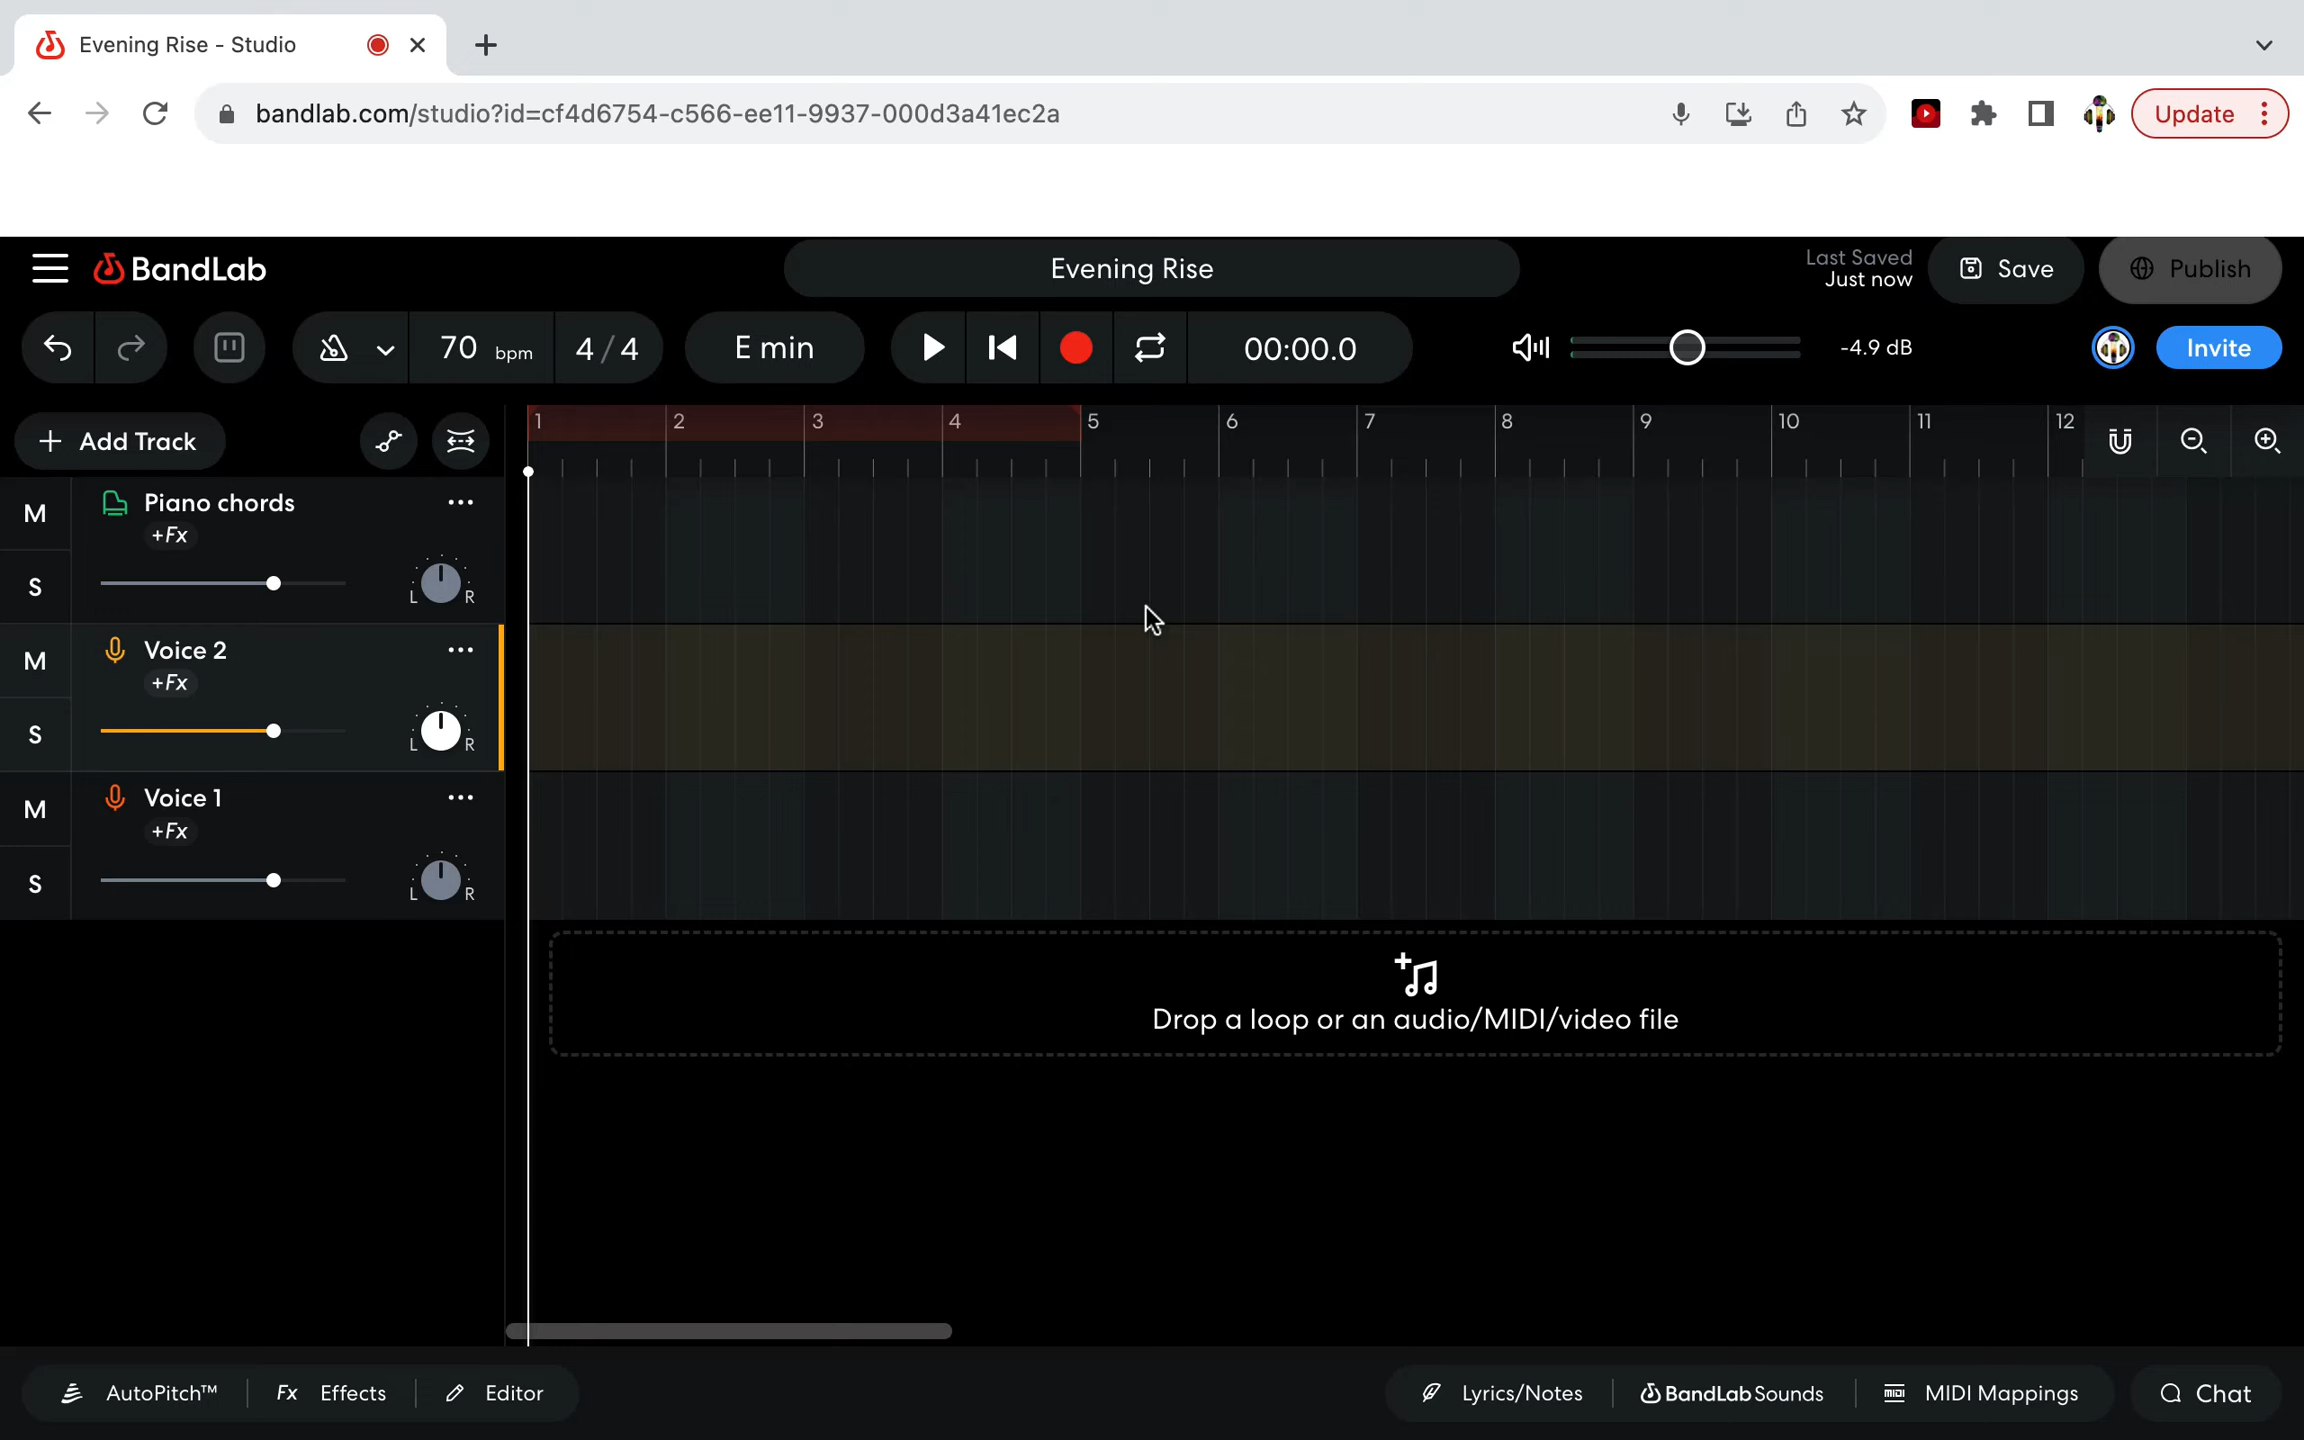 Evening Rise - Studio
bandlab.com/studio?id=cf4d6754-c566-ee11-9937-000d3a41ec2a
Update
BandLab
Evening Rise
Last Saved
Just now
Save
Publish
70 bpm
4/4
E min
00:00.0
-4.9 dB
Invite
Add Track
1 2 3 4 5 6 7 8 9 10 11 12
M
Piano chords
+Fx
S
L R
M
Voice 2
+Fx
S
L R
M
Voice 1
+Fx
S
L R
Drop a loop or an audio/MIDI/video file
AutoPitch™
Fx Effects
Editor
Lyrics/Notes
BandLab Sounds
MIDI MIDI Mappings
Chat